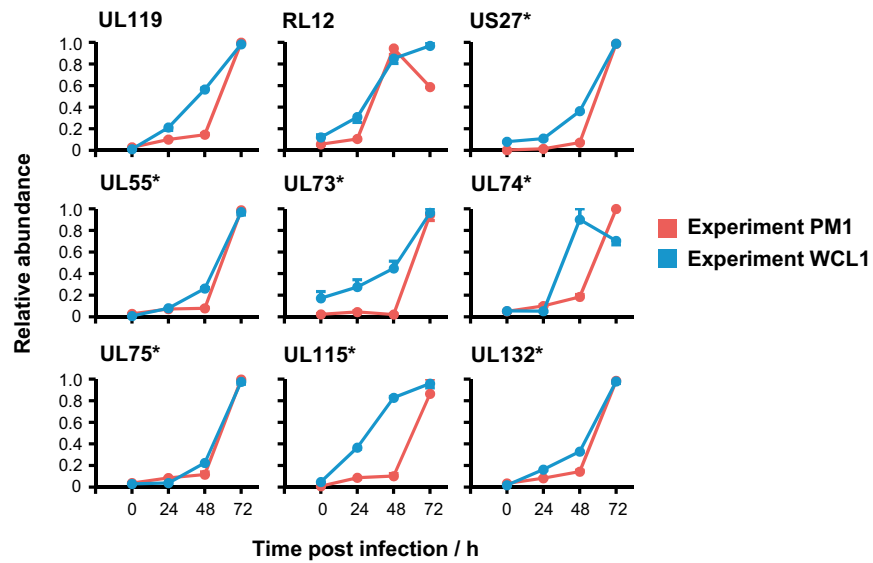 UL119 RL12 US27*
1.0
0.8
0.6
0.4
0.2
0
UL55* UL73* UL74*
1.0
0.8
0.6
0.4
0.2
0
UL75* UL115* UL132*
1.0
0.8
0.6
0.4
0.2
0
0 24 48 72 0 24 48 72 0 24 48 72
Relative abundance
Time post infection / h
Experiment PM1
Experiment WCL1